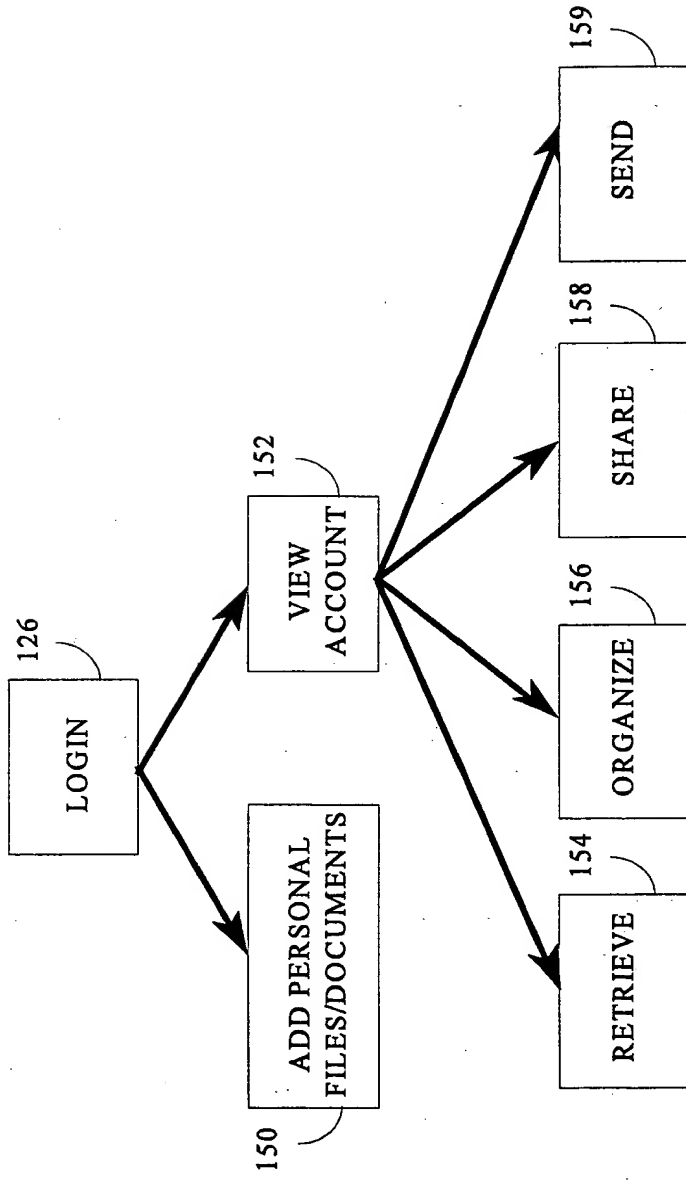 126
LOGIN
152
VIEW
ACCOUNT
150
ADD PERSONAL
FILES/DOCUMENTS
154
RETRIEVE
156
ORGANIZE
158
SHARE
159
SEND